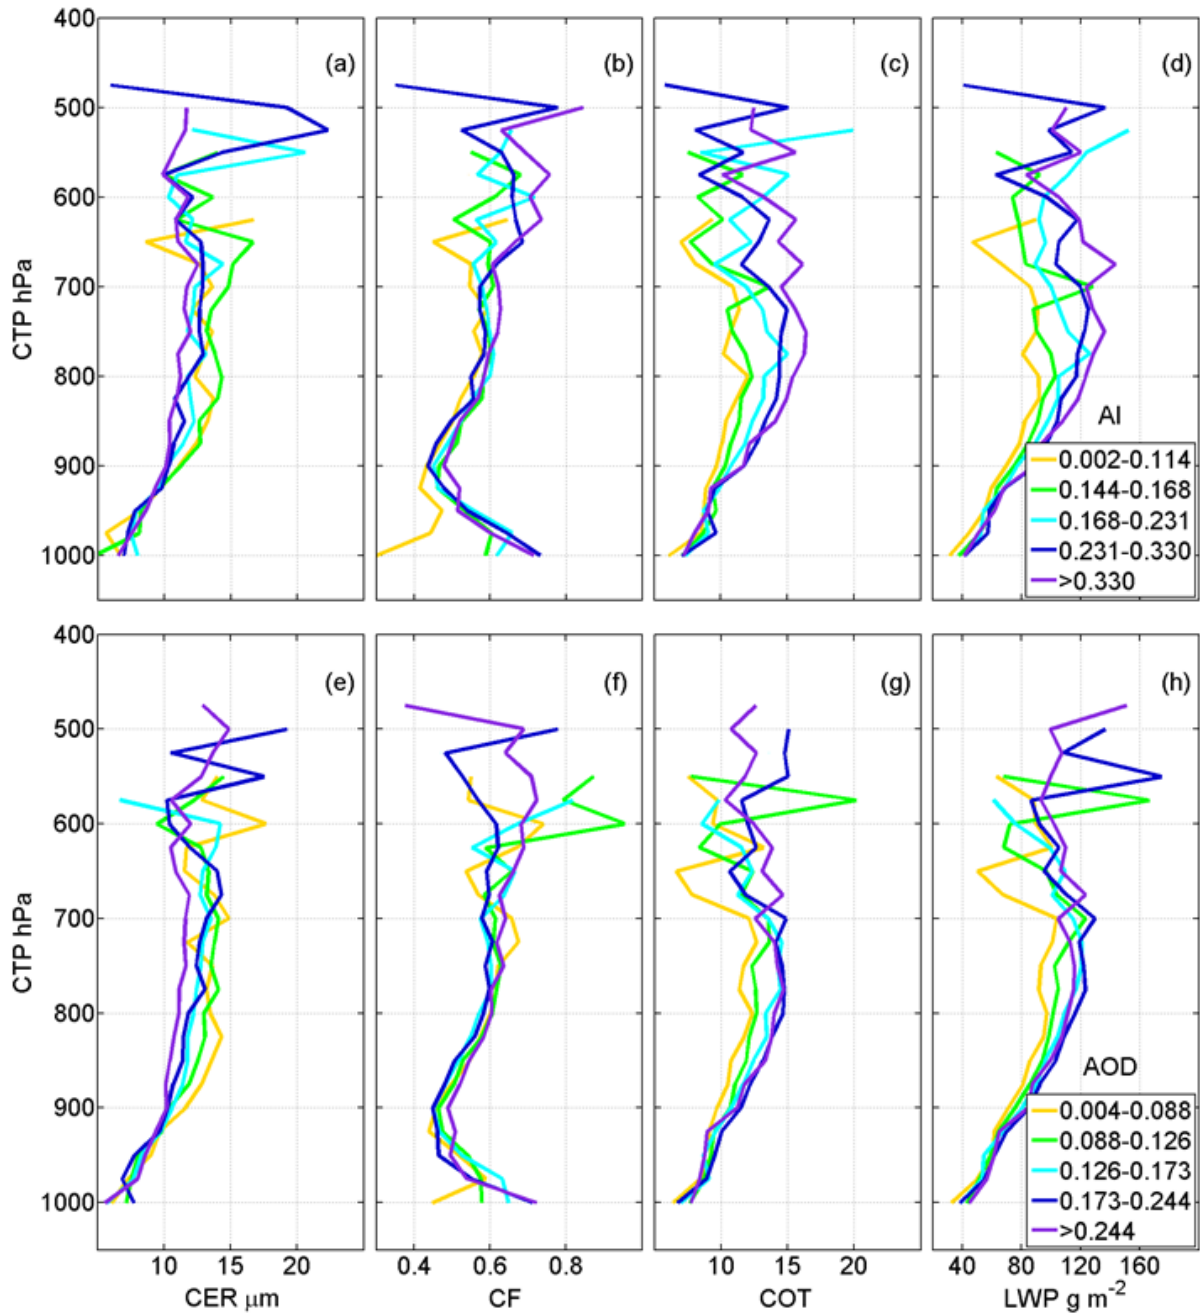 400
500
600
700
800
900
1000
CTP hPa
(a)
(b)
(c)
(d)
AI
0.002-0.114
0.144-0.168
0.168-0.231
0.231-0.330
>0.330
10 15 20
400
500
600
700
800
900
1000
CTP hPa
(e)
(f)
(g)
(h)
AOD
0.004-0.088
0.088-0.126
0.126-0.173
0.173-0.244
>0.244
10 15 20
0.4 0.6 0.8
10 15 20
40 80 120 160
CER μm
CF
COT
LWP g m⁻²